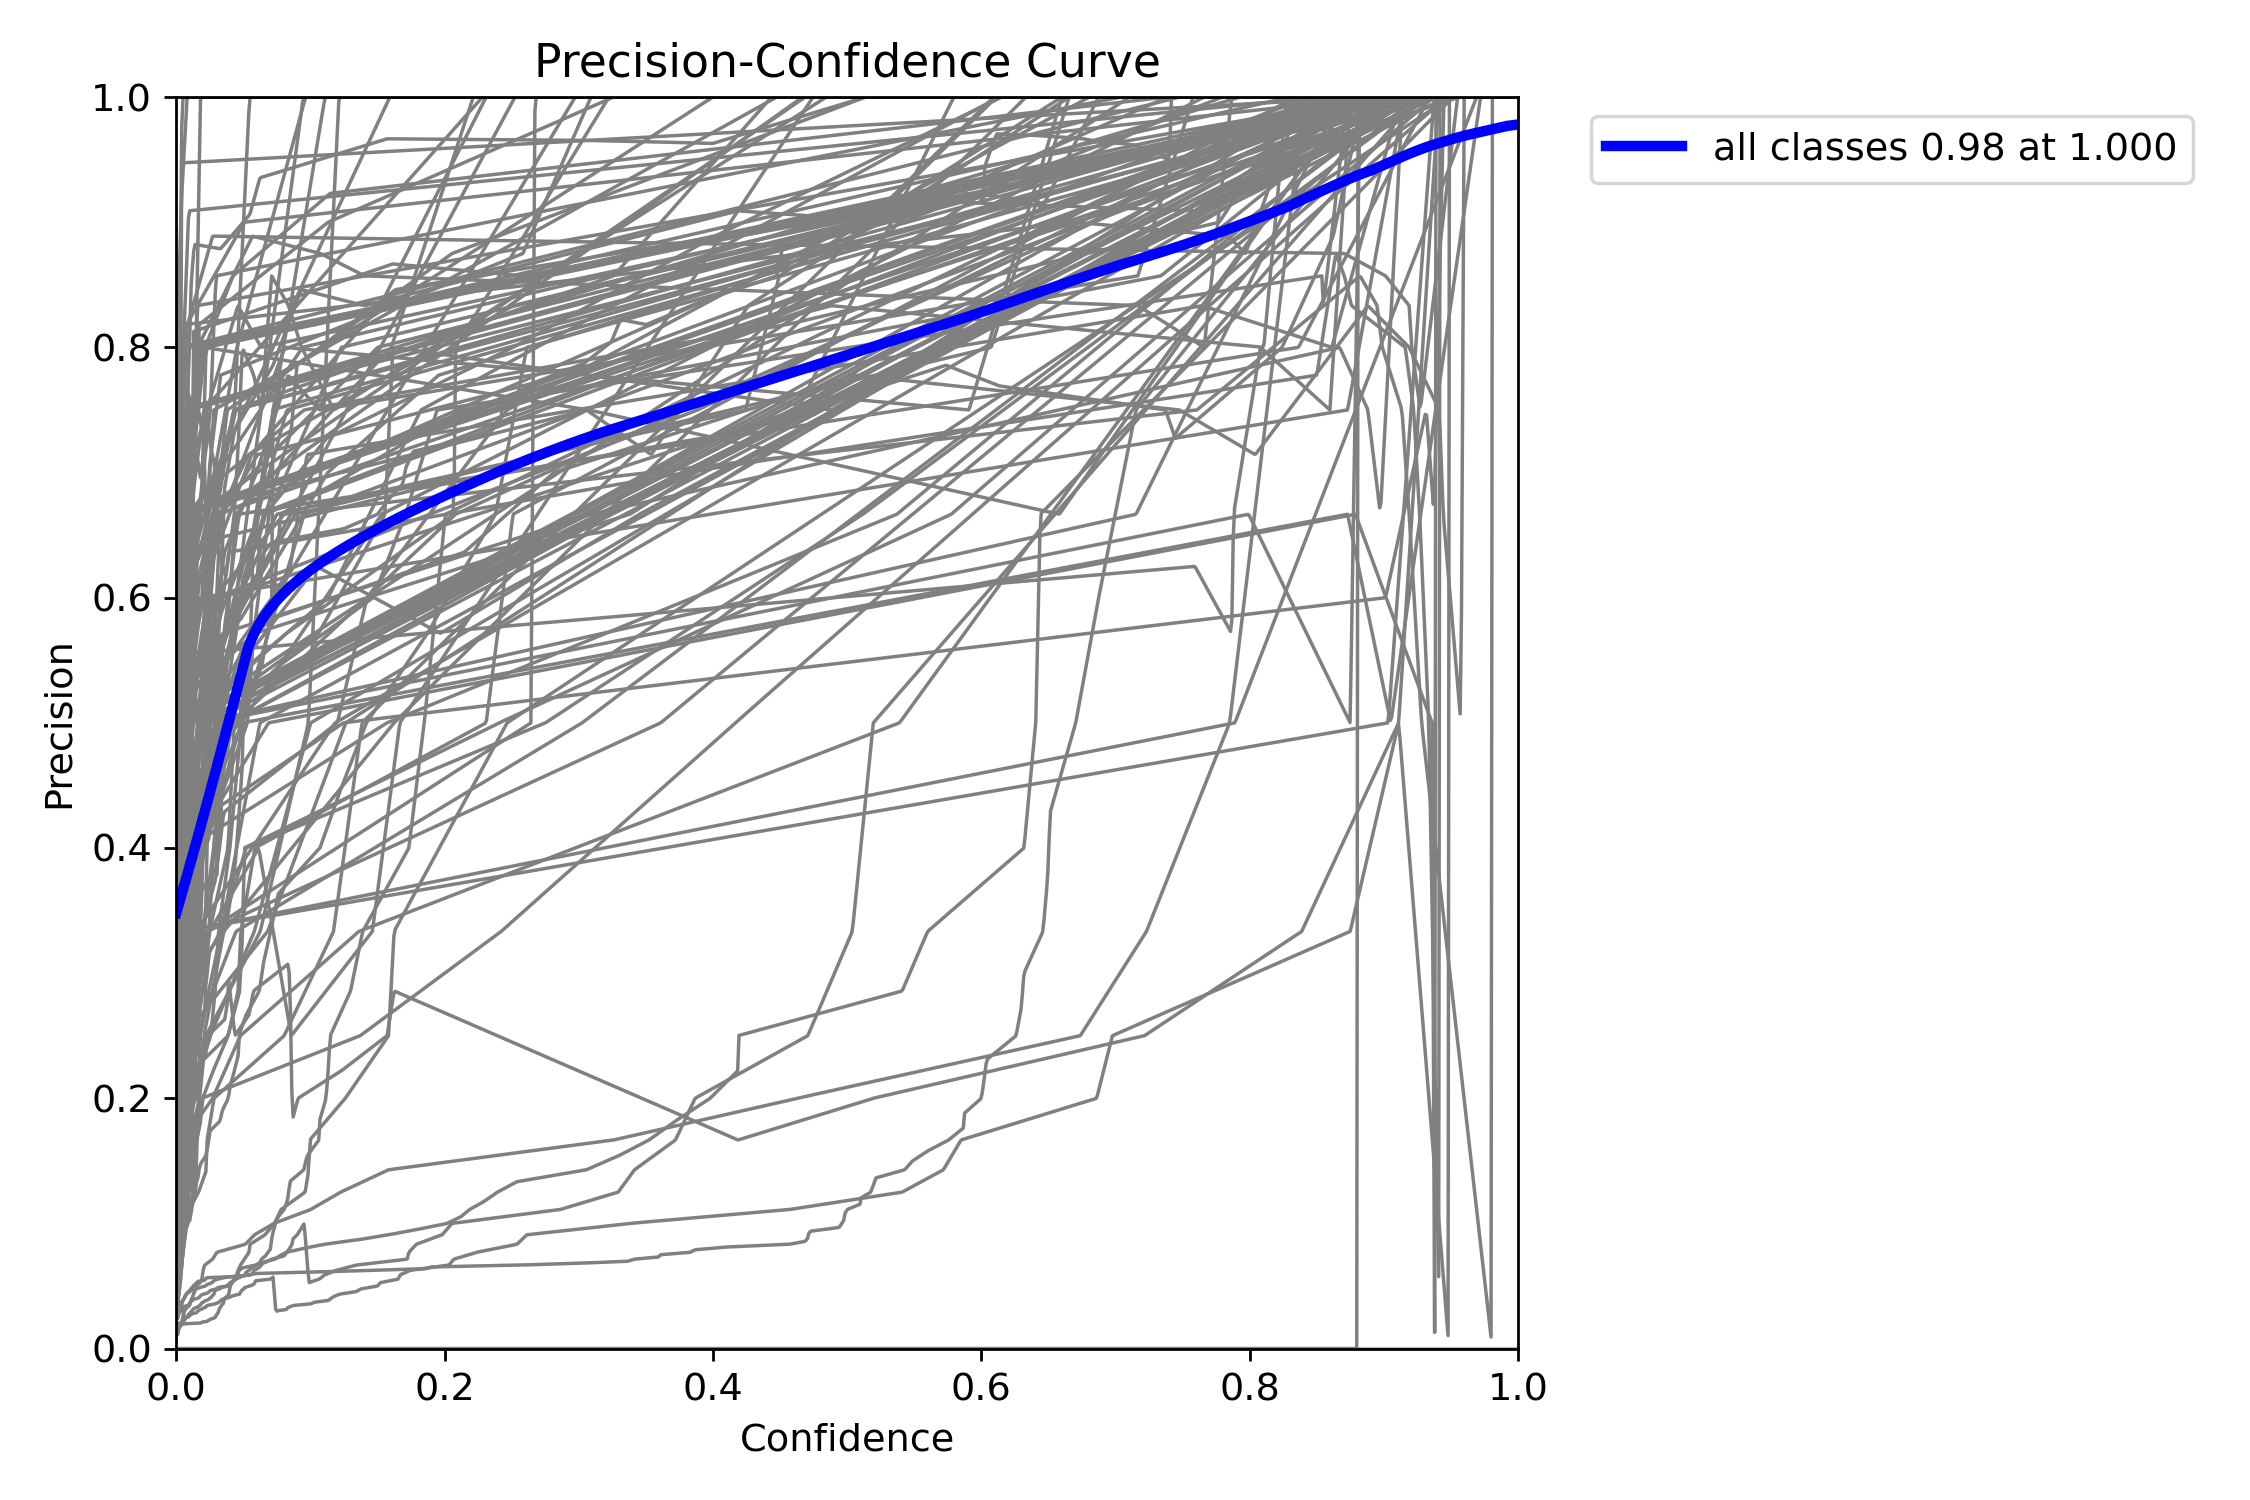 Precision-Confidence Curve
all classes 0.98 at 1.000
1.0
0.8
0.6
0.4
0.2
0.0
Precision
0.0 0.2 0.4 0.6 0.8 1.0
Confidence